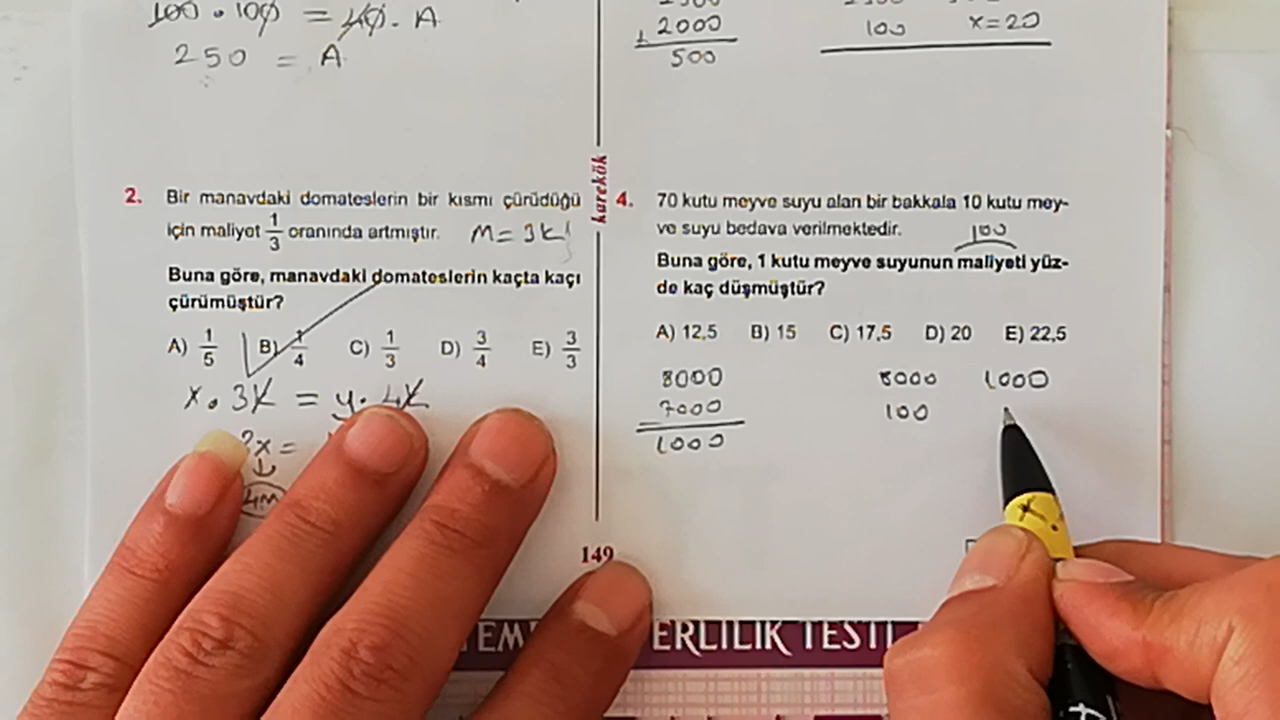 100 . 100 = 40 . A
250 = A
2000
500
100 x=20
karekök
2. Bir manavdaki domateslerin bir kısmı çürüdüğü
için maliyet 1/3 oranında artmıştır. M=3k
Buna göre, manavdaki domateslerin kaçta kaçı
çürümüştür?
A) 1/5 B) 1/4 C) 1/3 D) 3/4 E) 3/3
x . 3k = y . 4k
3x =
4m
4. 70 kutu meyve suyu alan bir bakkala 10 kutu mey-
ve suyu bedava verilmektedir. 100
Buna göre, 1 kutu meyve suyunun maliyeti yüz-
de kaç düşmüştür?
A) 12,5 B) 15 C) 17,5 D) 20 E) 22,5
8000 8000 1000
7000 100
1000
149
ERLİLİK TESTİ